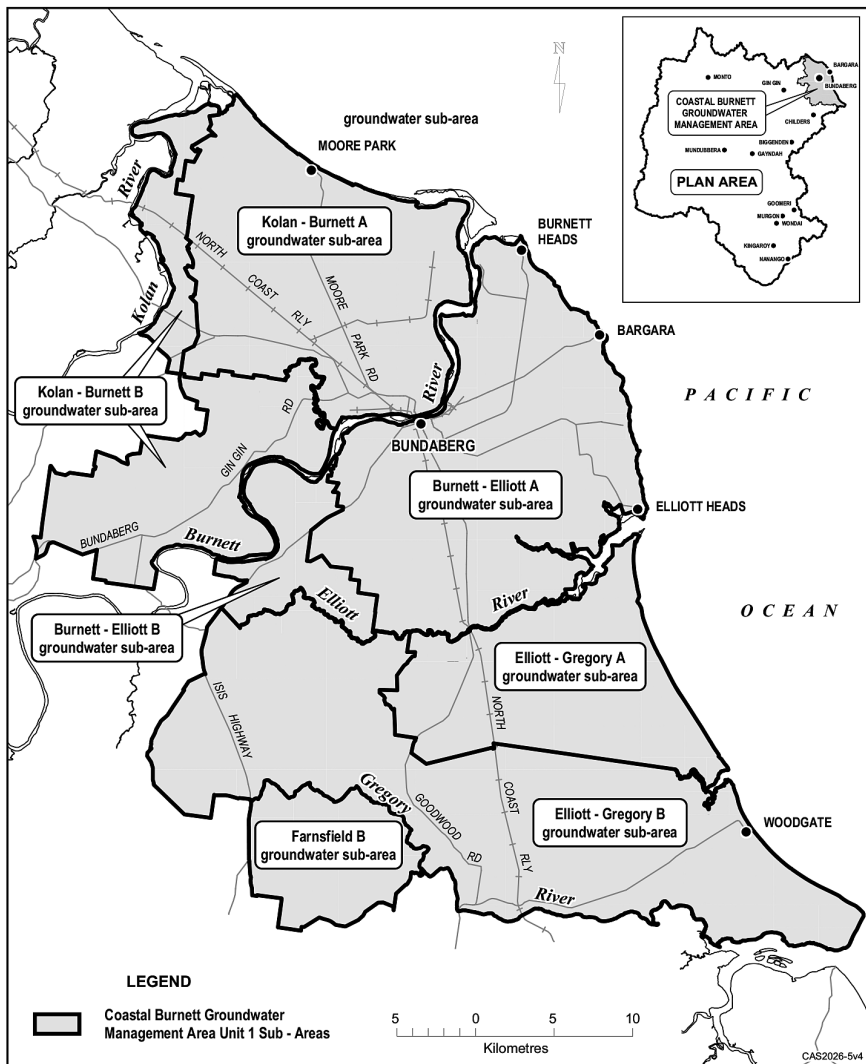 N
groundwater sub-area
MOORE PARK
Kolan - Burnett A
groundwater sub-area
River
Kolan
NORTH
COAST
RLY
MOORE
PARK
RD
BURNETT
HEADS
BARGARA
Kolan - Burnett B
groundwater sub-area
River
BUNDABERG
GIN GIN
RD
BUNDABERG
Burnett
Burnett - Elliott A
groundwater sub-area
ELLIOTT HEADS
PACIFIC
OCEAN
Elliott
River
Burnett - Elliott B
groundwater sub-area
Elliott - Gregory A
groundwater sub-area
ISIS
HIGHWAY
NORTH
COAST
RLY
Gregory
GOODWOOD
RD
Elliott - Gregory B
groundwater sub-area
WOODGATE
Farnsfield B
groundwater sub-area
River
MONTO
GIN GIN
BARGARA
BUNDABERG
COASTAL BURNETT
GROUNDWATER
MANAGEMENT AREA
CHILDERS
BIGGENDEN
MUNDUBBERA
GAYNDAH
PLAN AREA
GOOMERI
MURGON
WONDAI
KINGAROY
NANANGO
LEGEND
Coastal Burnett Groundwater
Management Area Unit 1 Sub - Areas
5 0 5 10
Kilometres
CAS2026-5v4